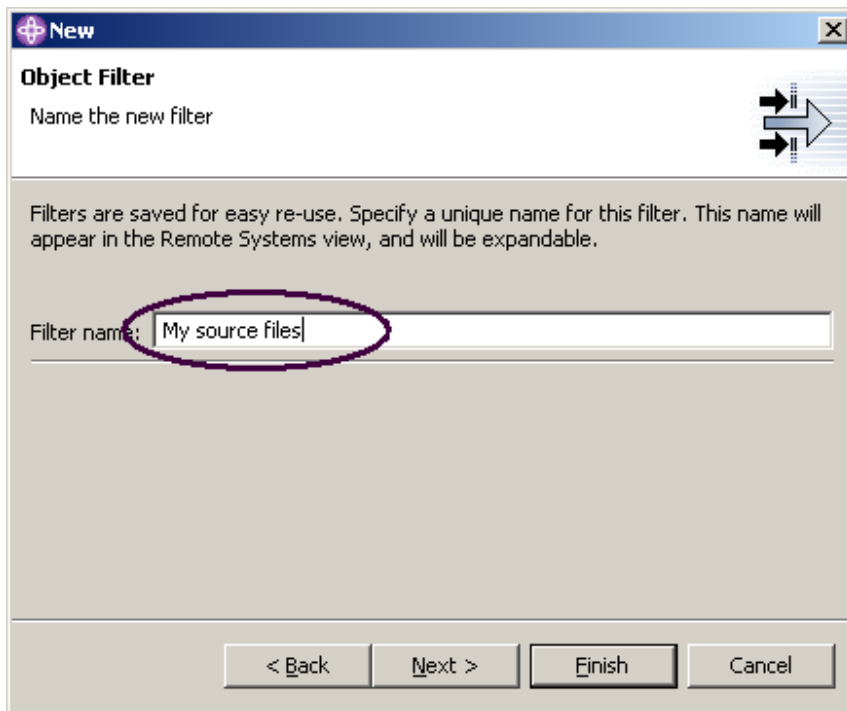 New
Object Filter
Name the new filter
Filters are saved for easy re-use. Specify a unique name for this filter. This name will
appear in the Remote Systems view, and will be expandable.
Filter name: My source files
< Back Next > Finish Cancel